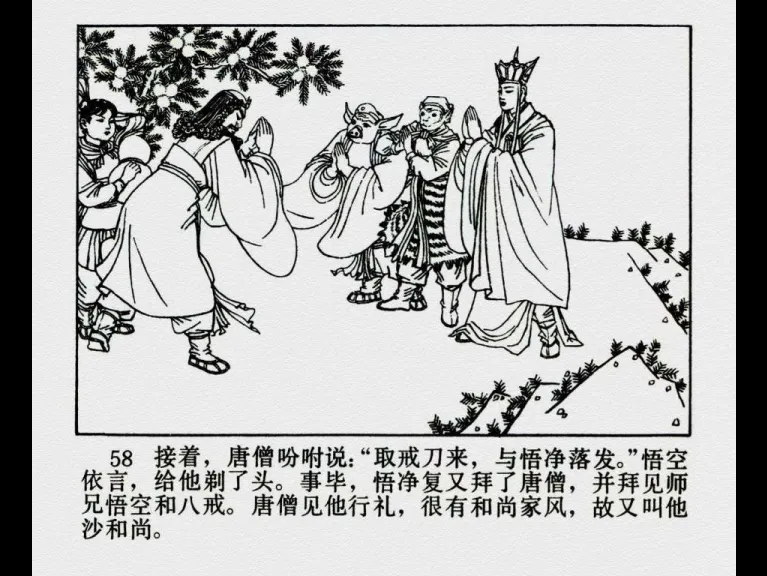 58 接着，唐僧吩咐说：“取戒刀来，与悟净落发。”悟空
依言，给他剃了头。事毕，悟净复又拜了唐僧，并拜见师
兄悟空和八戒。唐僧见他行礼，很有和尚家风，故又叫他
沙和尚。